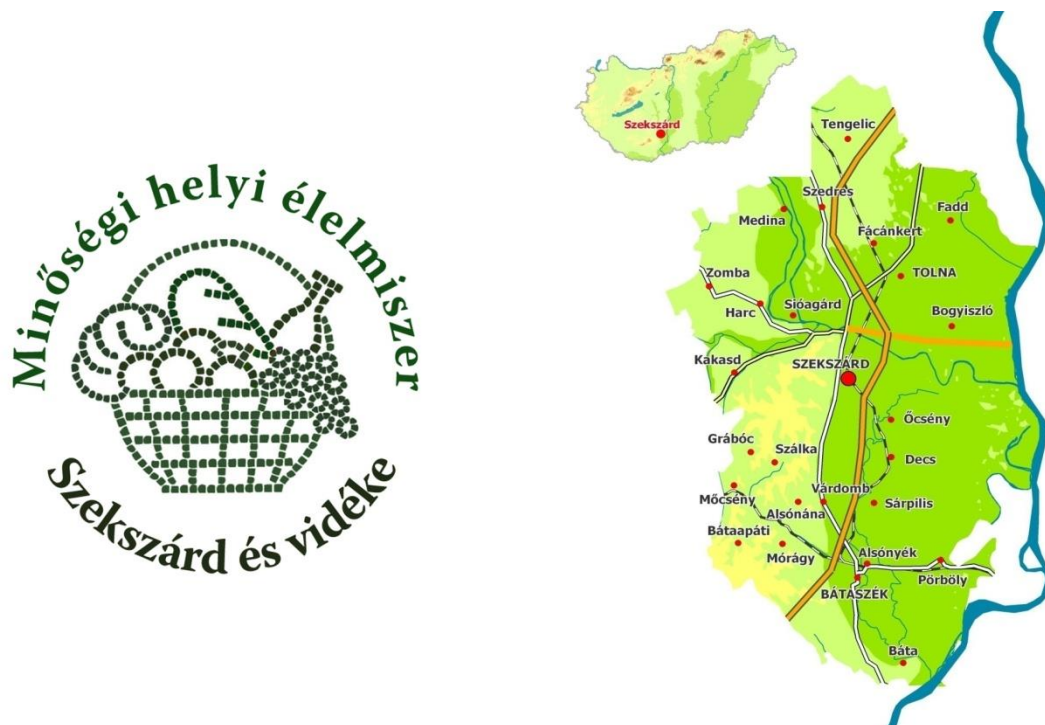 Minőségi helyi élelmiszer
Szekszárd és vidéke
Szekszárd
Tengelic
Szedres
Medina
Fadd
Fácánkert
Zomba
TOLNA
Harc
Sióagárd
Bogyiszló
Kakasd
SZEKSZÁRD
Őcsény
Grábóc
Szálka
Decs
Mőcsény
Várdomb
Alsónána
Sárpilis
Bátaapáti
Mórágy
Alsónyék
Pörböly
BÁTASZÉK
Báta